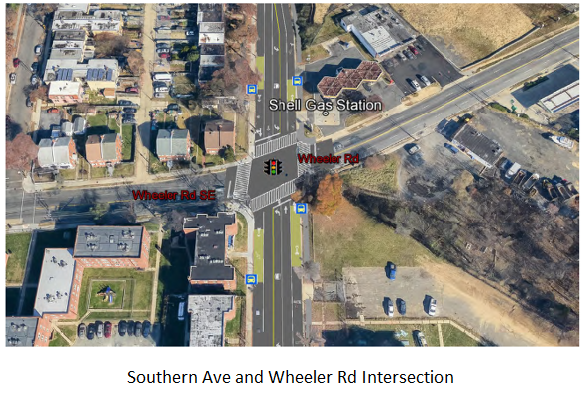 Shell Gas Station
Wheeler Rd
Wheeler Rd SE
Southern Ave and Wheeler Rd Intersection